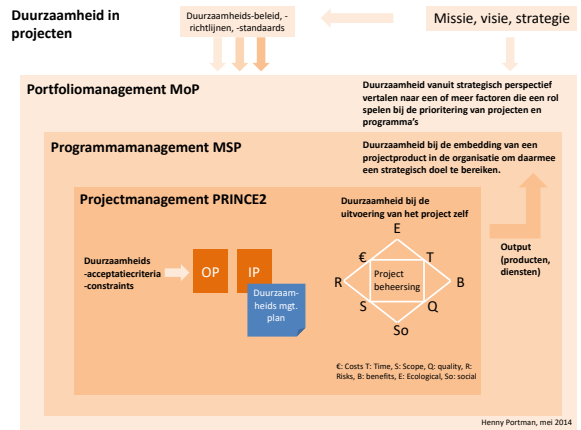 Duurzaamheid in
projecten
Duurzaamheids-beleid, -
richtlijnen, -standaards
Missie, visie, strategie
Portfoliomanagement MoP
Duurzaamheid vanuit strategisch perspectief
vertalen naar een of meer factoren die een rol
spelen bij de prioritering van projecten en
programma's
Programmamanagement MSP
Duurzaamheid bij de embedding van een
projectproduct in de organisatie om daarmee
een strategisch doel te bereiken.
Projectmanagement PRINCE2
Duurzaamheid bij de
uitvoering van het project zelf
Duurzaamheids
-acceptatiecriteria
-constraints
OP
IP
Duurzaam-
heids mgt.
plan
E
€
T
R
Project
beheersing
B
S
Q
So
Output
(producten,
diensten)
€: Costs T: Time, S: Scope, Q: quality, R:
Risks, B: benefits, E: Ecological, So: social
Henny Portman, mei 2014